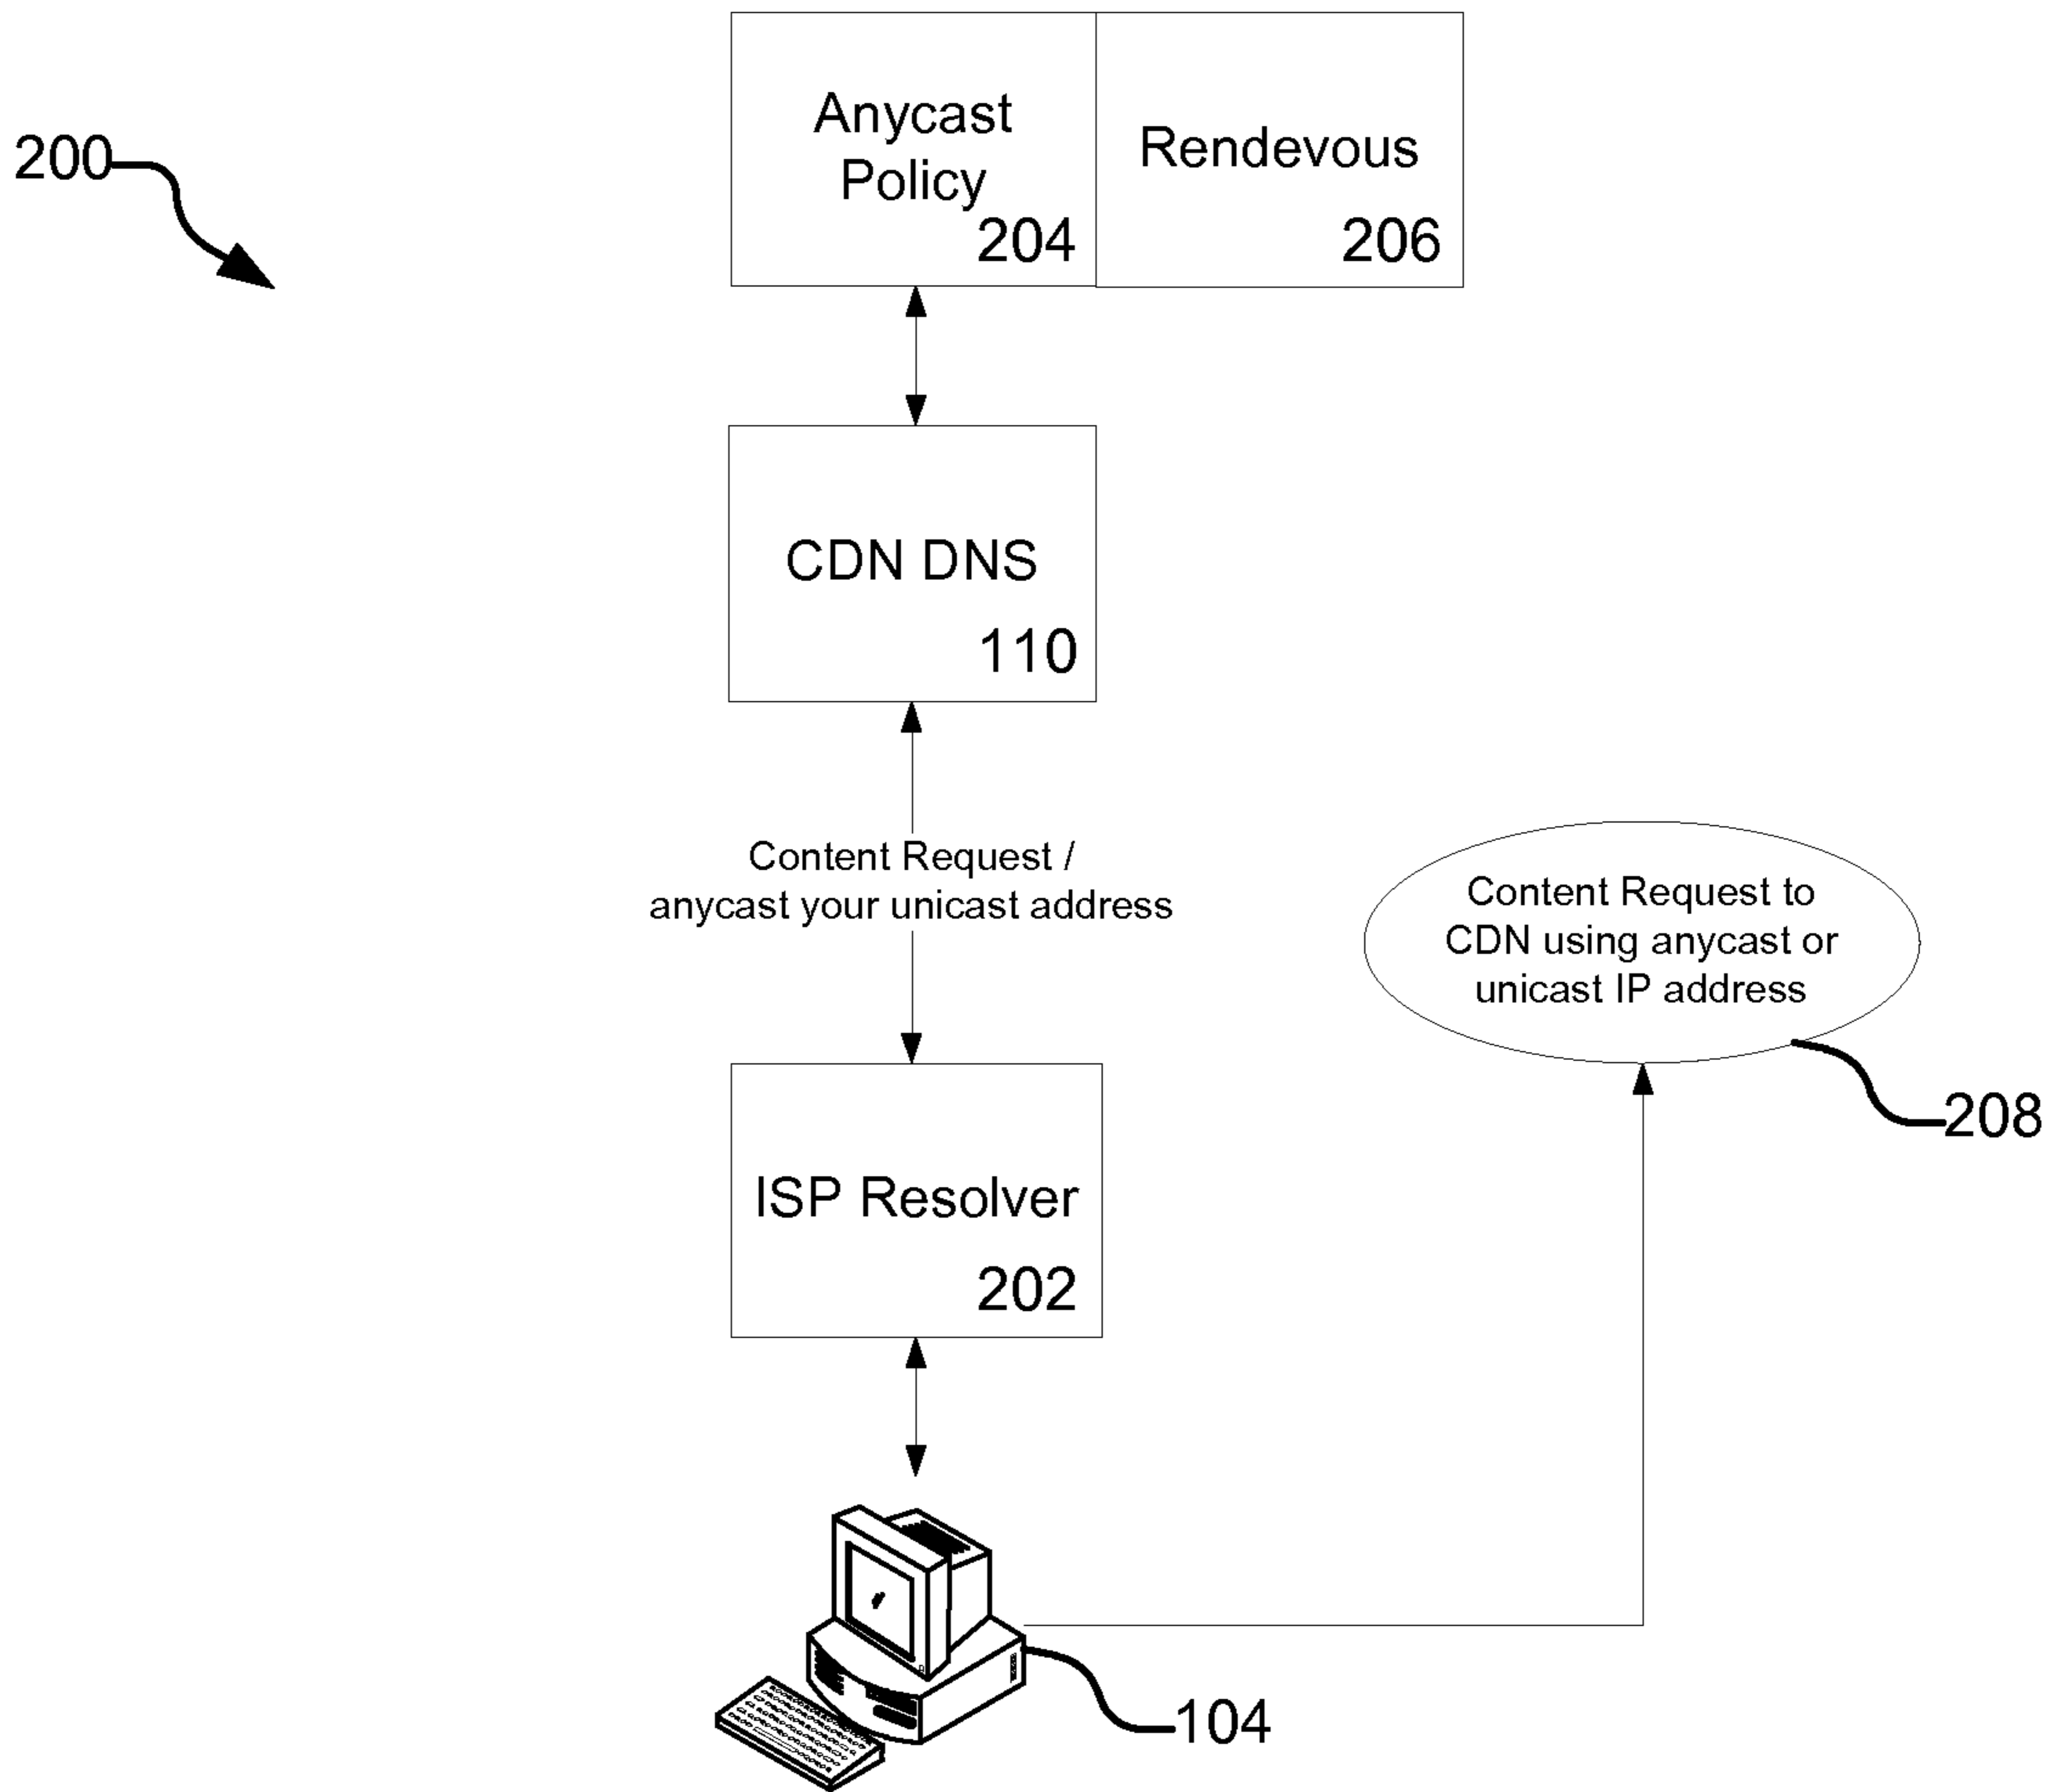 200
Anycast
Policy
204
Rendevous
206
CDN DNS
110
Content Request /
anycast your unicast address
Content Request to
CDN using anycast or
unicast IP address
208
ISP Resolver
202
104